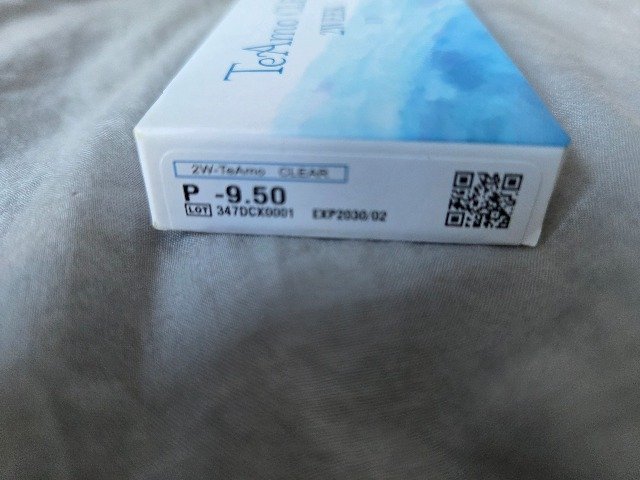 TeAmo
2W-TeAmo CLEAR
P -9.50
LOT 347DCX0001 EXP2030/02